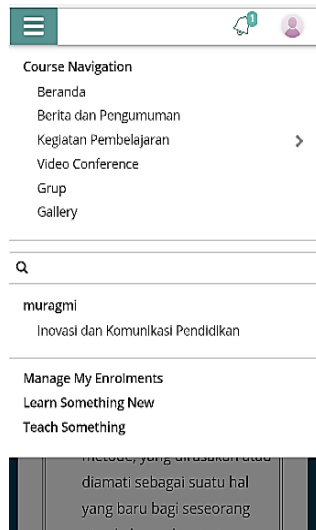 1
Course Navigation
Beranda
Berita dan Pengumuman
Kegiatan Pembelajaran
Video Conference
Grup
Gallery
muragmi
Inovasi dan Komunikasi Pendidikan
Manage My Enrolments
Learn Something New
Teach Something
metode, yang dirasakan atau
diamati sebagai suatu hal
yang baru bagi seseorang